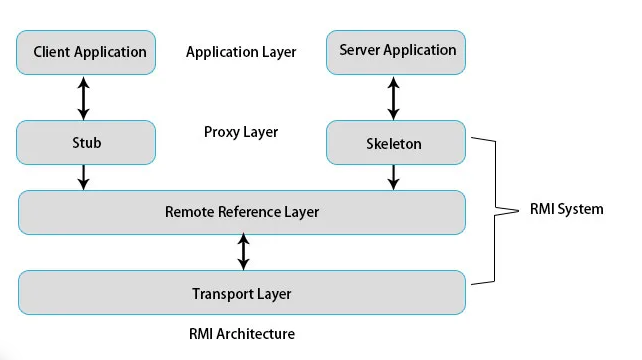 Client Application
Application Layer
Server Application
Stub
Proxy Layer
Skeleton
Remote Reference Layer
RMI System
Transport Layer
RMI Architecture